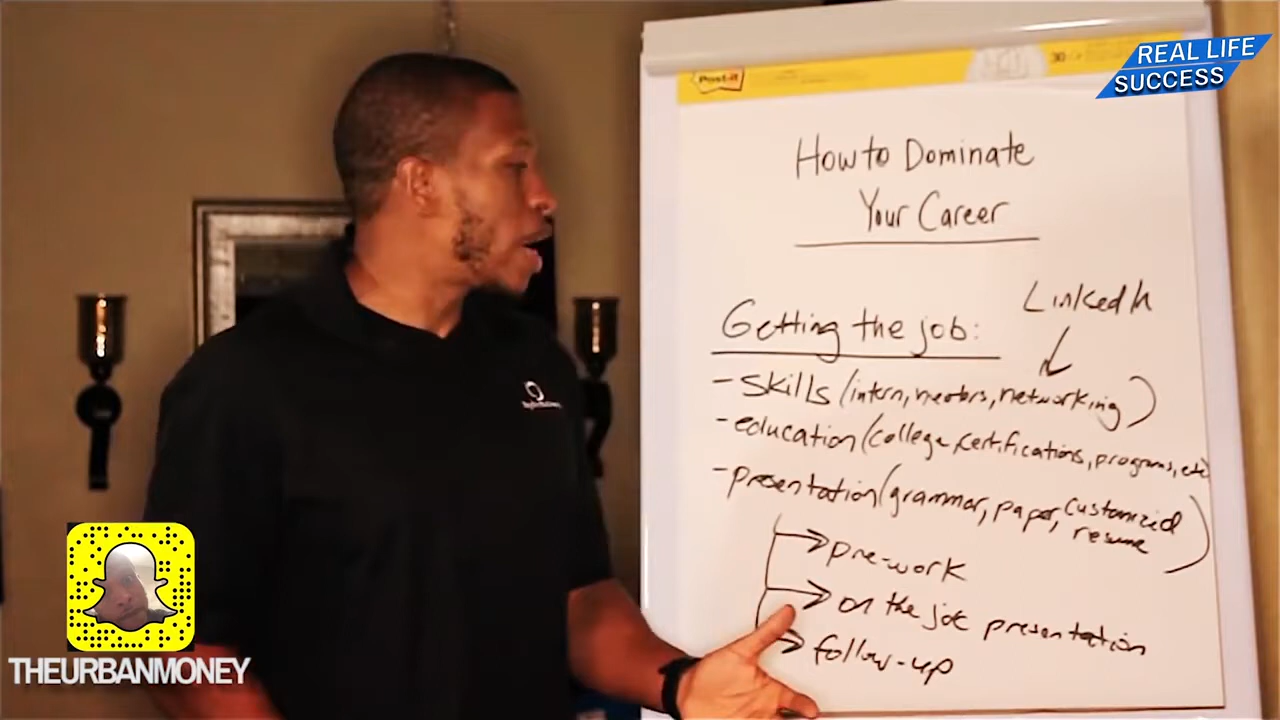 Post-it
REAL LIFE
SUCCESS
How to Dominate
Your Career
LinkedIn
Getting the job:
-skills (intern, mentors, networking)
-education (college, certifications, programs, etc)
-presentation (grammar, paper, customized
resume)
pre-work
on the job presentation
follow-up
THEURBANMONEY